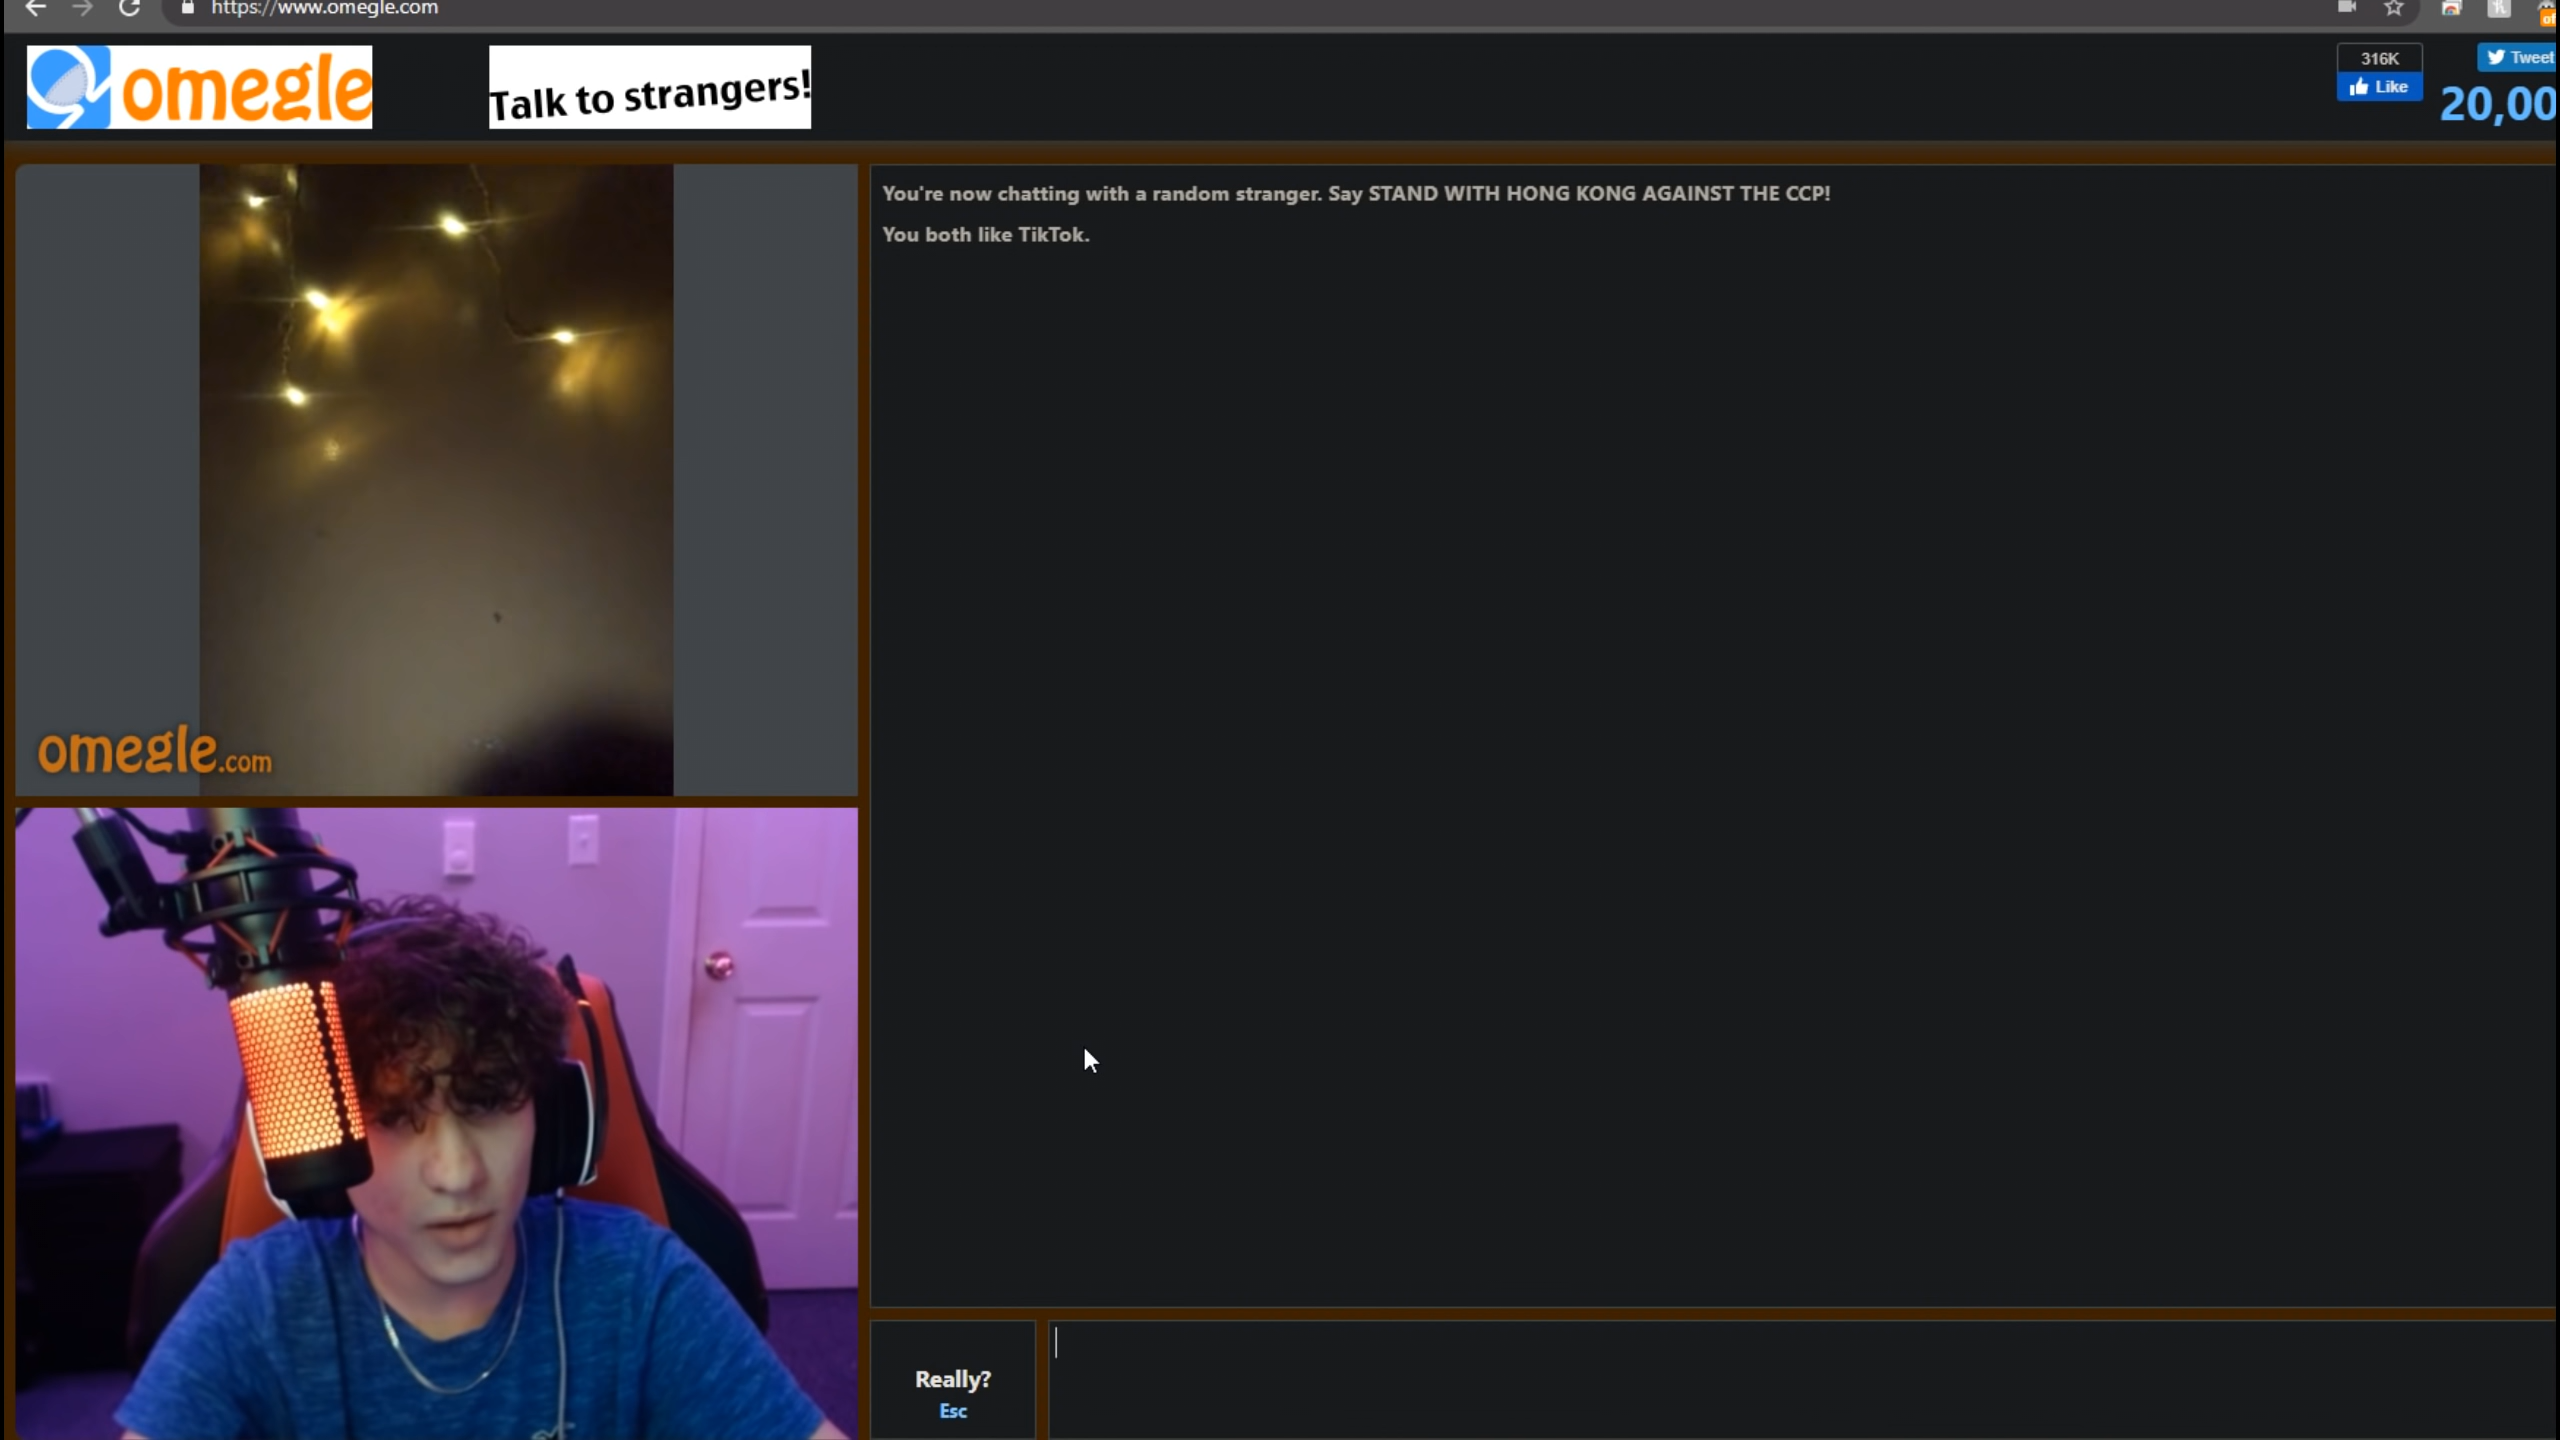 https://www.omegle.com
omegle
Talk to strangers!
316K
Like
Tweet
20,00
You're now chatting with a random stranger. Say STAND WITH HONG KONG AGAINST THE CCP!
You both like TikTok.
omegle.com
Really?
Esc